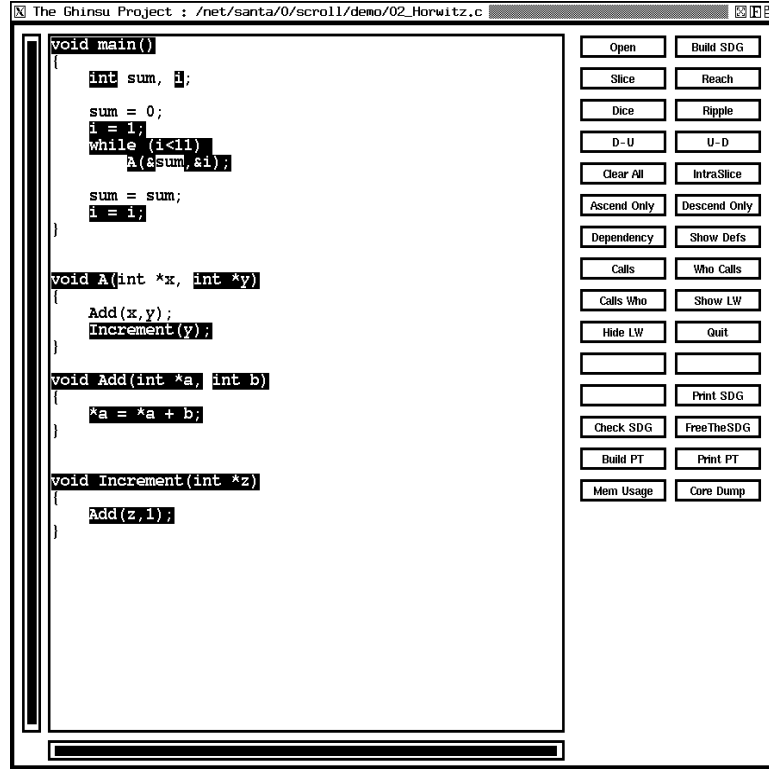 The Ghinsu Project : /net/santa/0/scroll/demo/02_Horwitz.c
void main()
{
int sum, i;
sum = 0;
i = 1;
while (i<11)
A(&sum,&i);
sum = sum;
i = i;
}
void A(int *x, int *y)
{
Add(x,y);
Increment(y);
}
void Add(int *a, int b)
{
*a = *a + b;
}
void Increment(int *z)
{
Add(z,1);
}
Open Build SDG
Slice Reach
Dice Ripple
D-U U-D
Clear All IntraSlice
Ascend Only Descend Only
Dependency Show Defs
Calls Who Calls
Calls Who Show LW
Hide LW Quit
Print SDG
Check SDG FreeTheSDG
Build PT Print PT
Mem Usage Core Dump